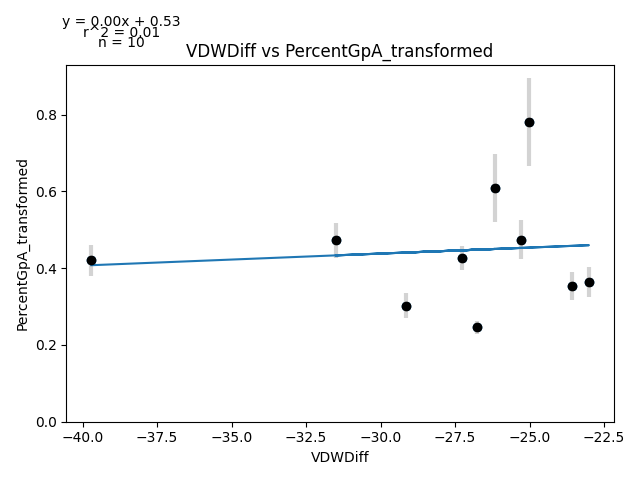 y = 0.00x + 0.53
r^2 = 0.01
n = 10
VDWDiff vs PercentGpA_transformed
PercentGpA_transformed
0.8
0.6
0.4
0.2
0.0
−40.0 −37.5 −35.0 −32.5 −30.0 −27.5 −25.0 −22.5
VDWDiff